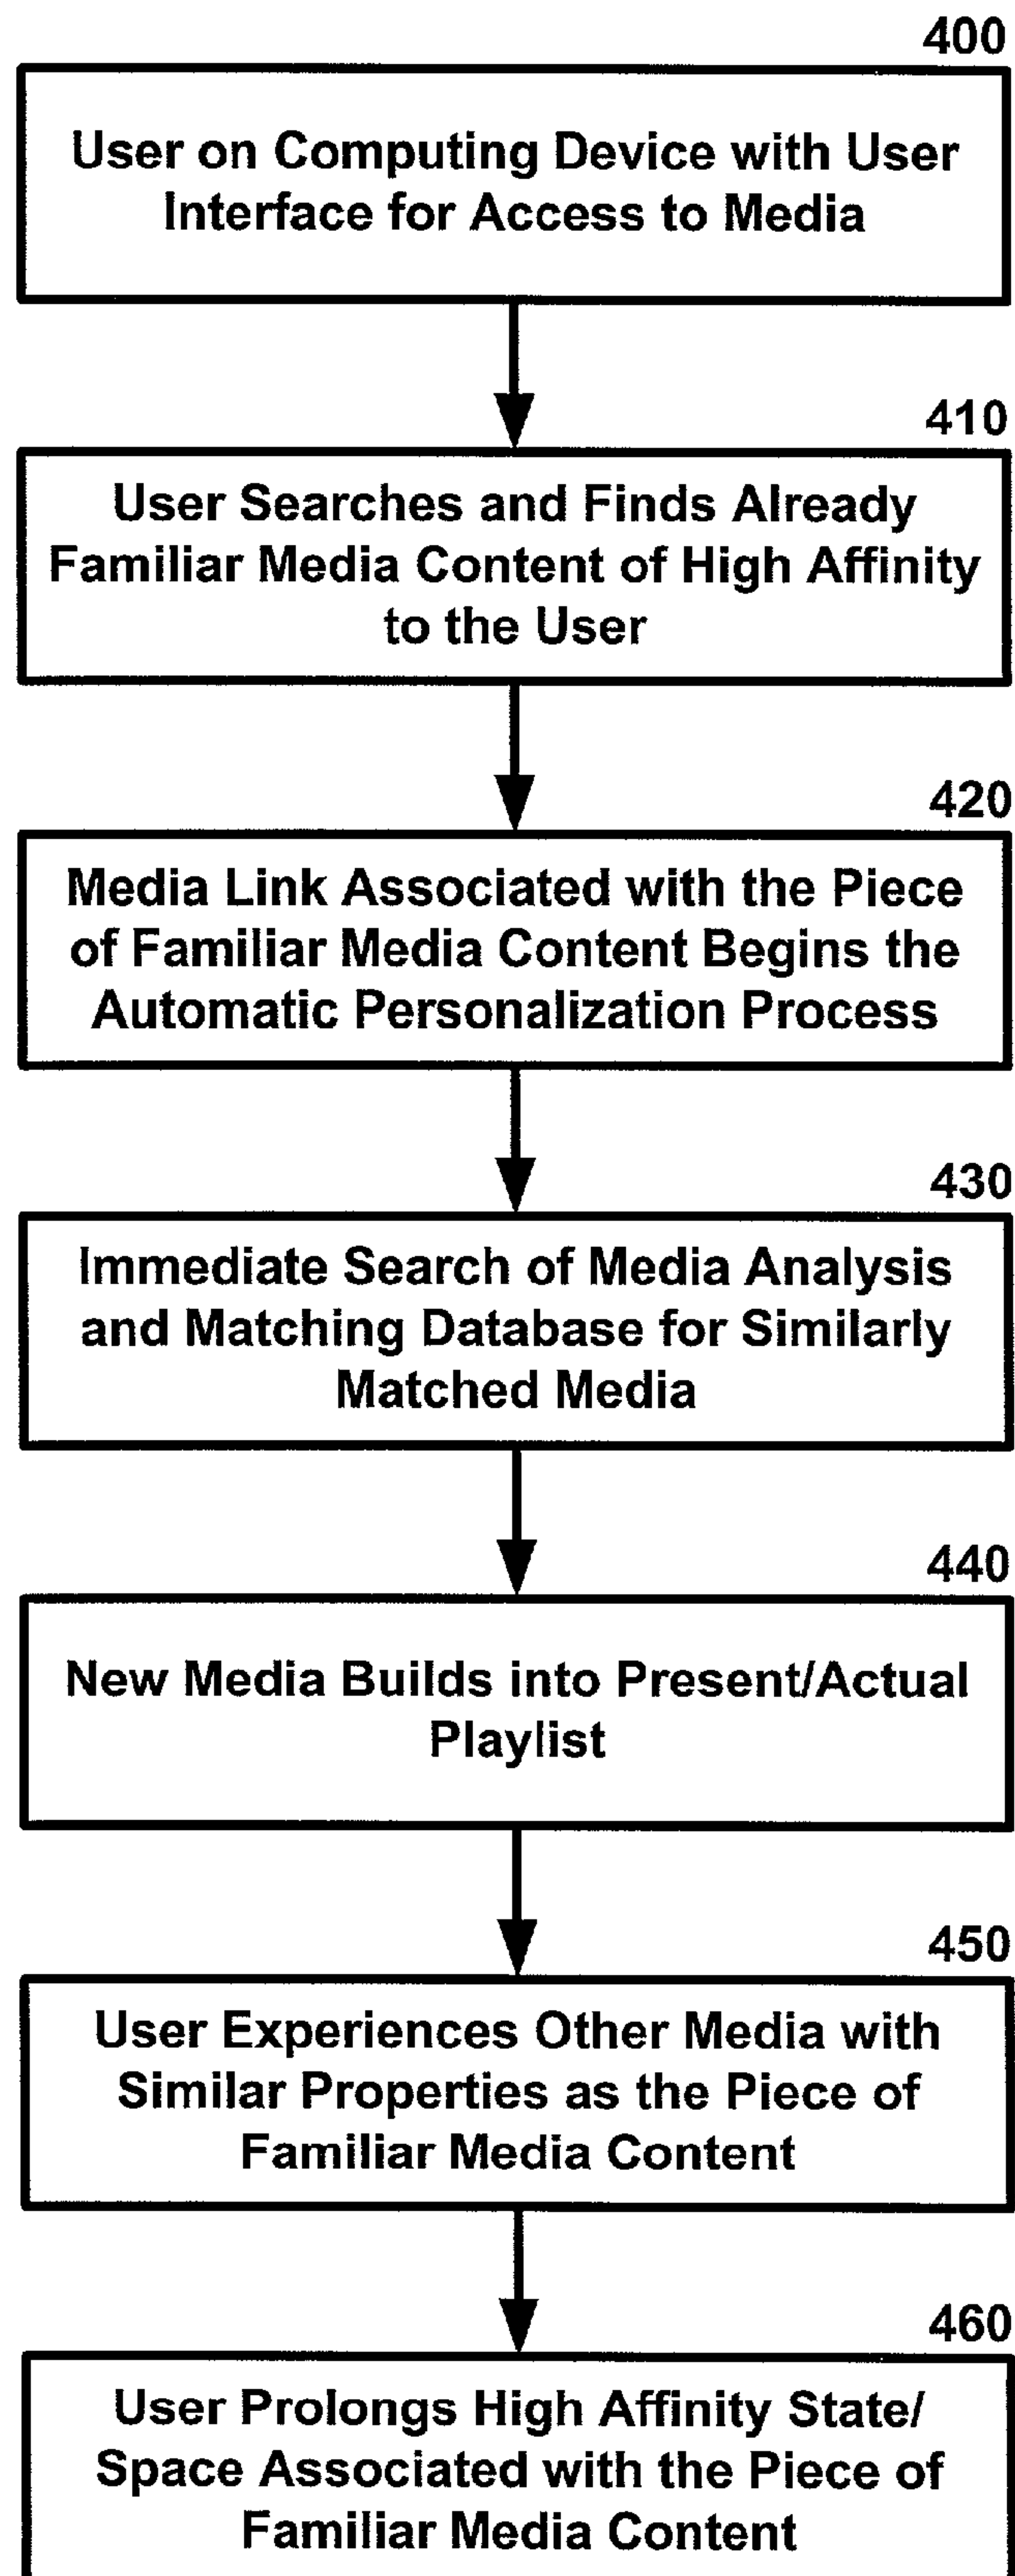 400
User on Computing Device with User
Interface for Access to Media
410
User Searches and Finds Already
Familiar Media Content of High Affinity
to the User
420
Media Link Associated with the Piece
of Familiar Media Content Begins the
Automatic Personalization Process
430
Immediate Search of Media Analysis
and Matching Database for Similarly
Matched Media
440
New Media Builds into Present/Actual
Playlist
450
User Experiences Other Media with
Similar Properties as the Piece of
Familiar Media Content
460
User Prolongs High Affinity State/
Space Associated with the Piece of
Familiar Media Content